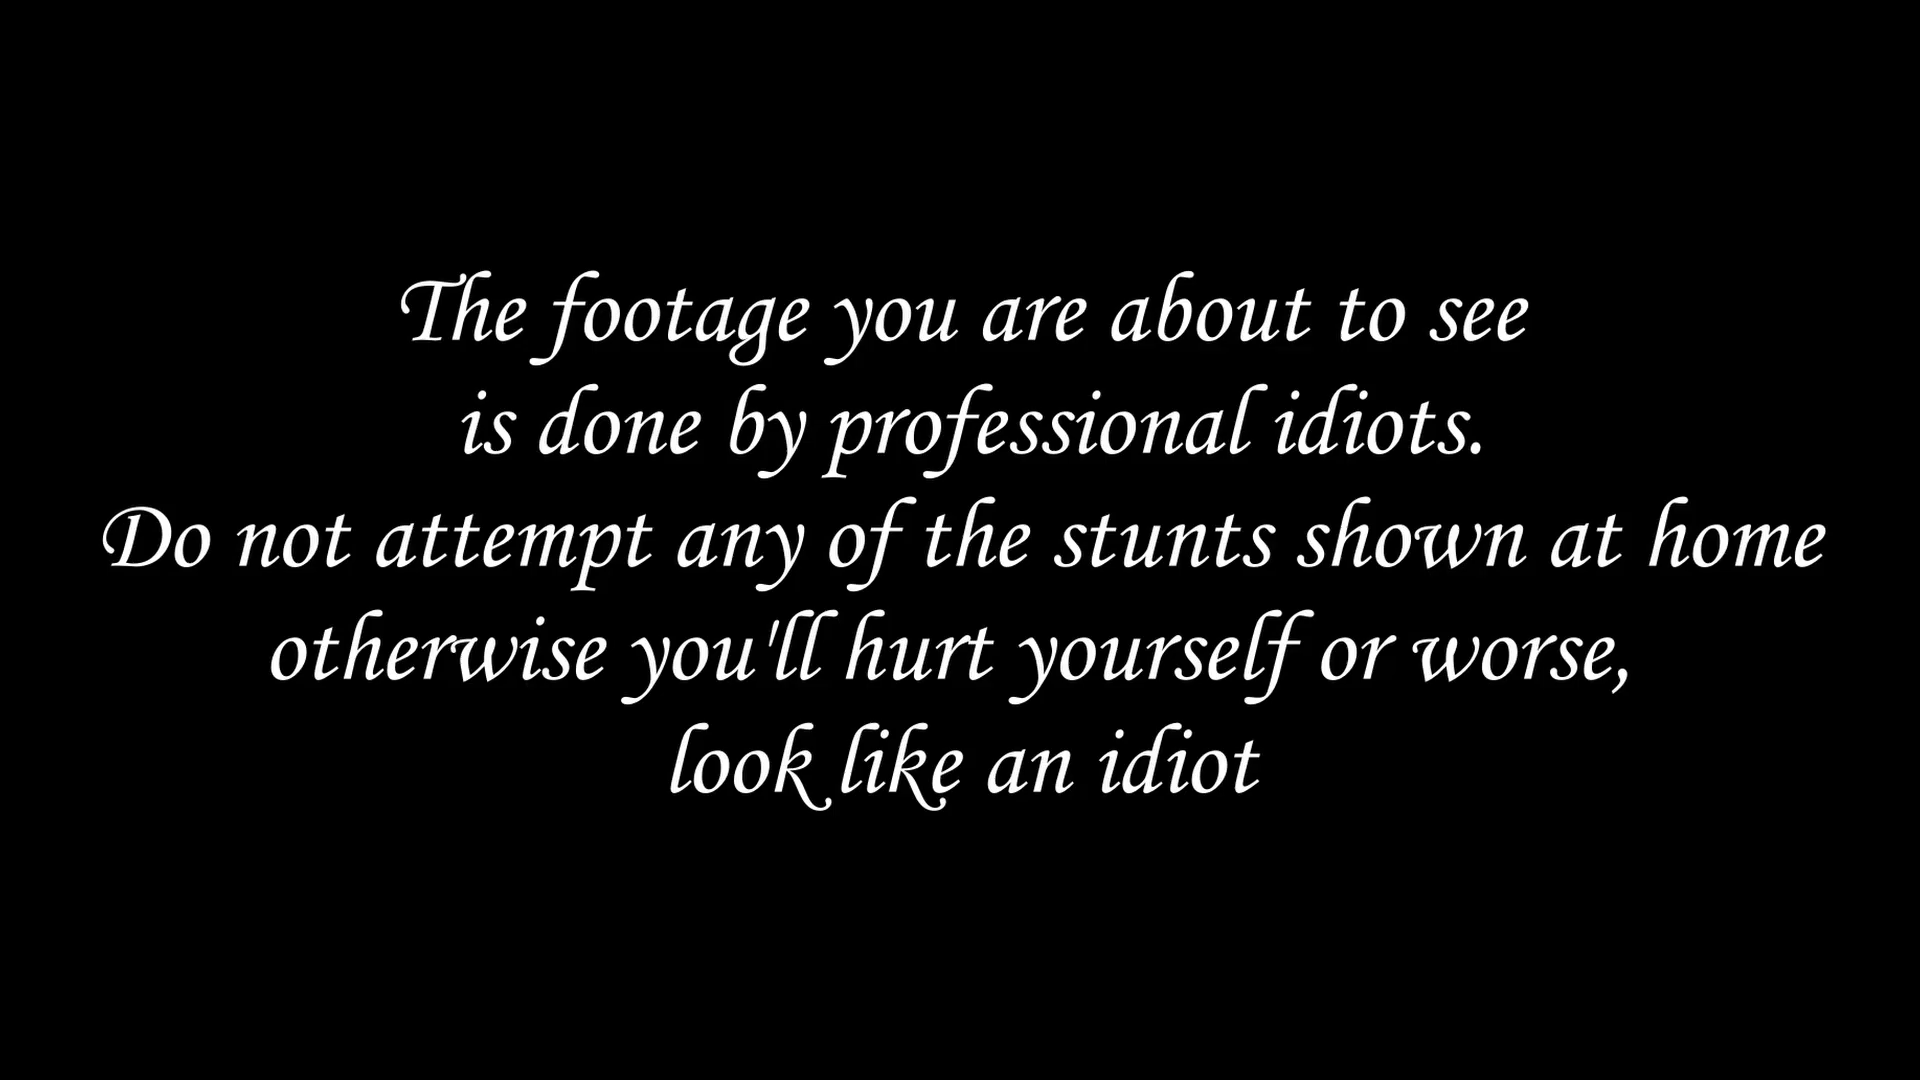 The footage you are about to see
is done by professional idiots.
Do not attempt any of the stunts shown at home
otherwise you'll hurt yourself or worse,
look like an idiot